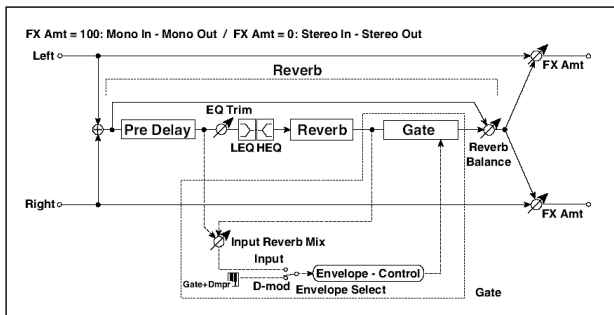 FX Amt = 100: Mono In - Mono Out / FX Amt = 0: Stereo In - Stereo Out
Left
FX Amt
Reverb
EQ Trim
Pre Delay
LEQ HEQ
Reverb
Gate
Reverb
Balance
Right
FX Amt
Input Reverb Mix
Input
Envelope - Control
Gate+Dmpr
D-mod
Envelope Select
Gate